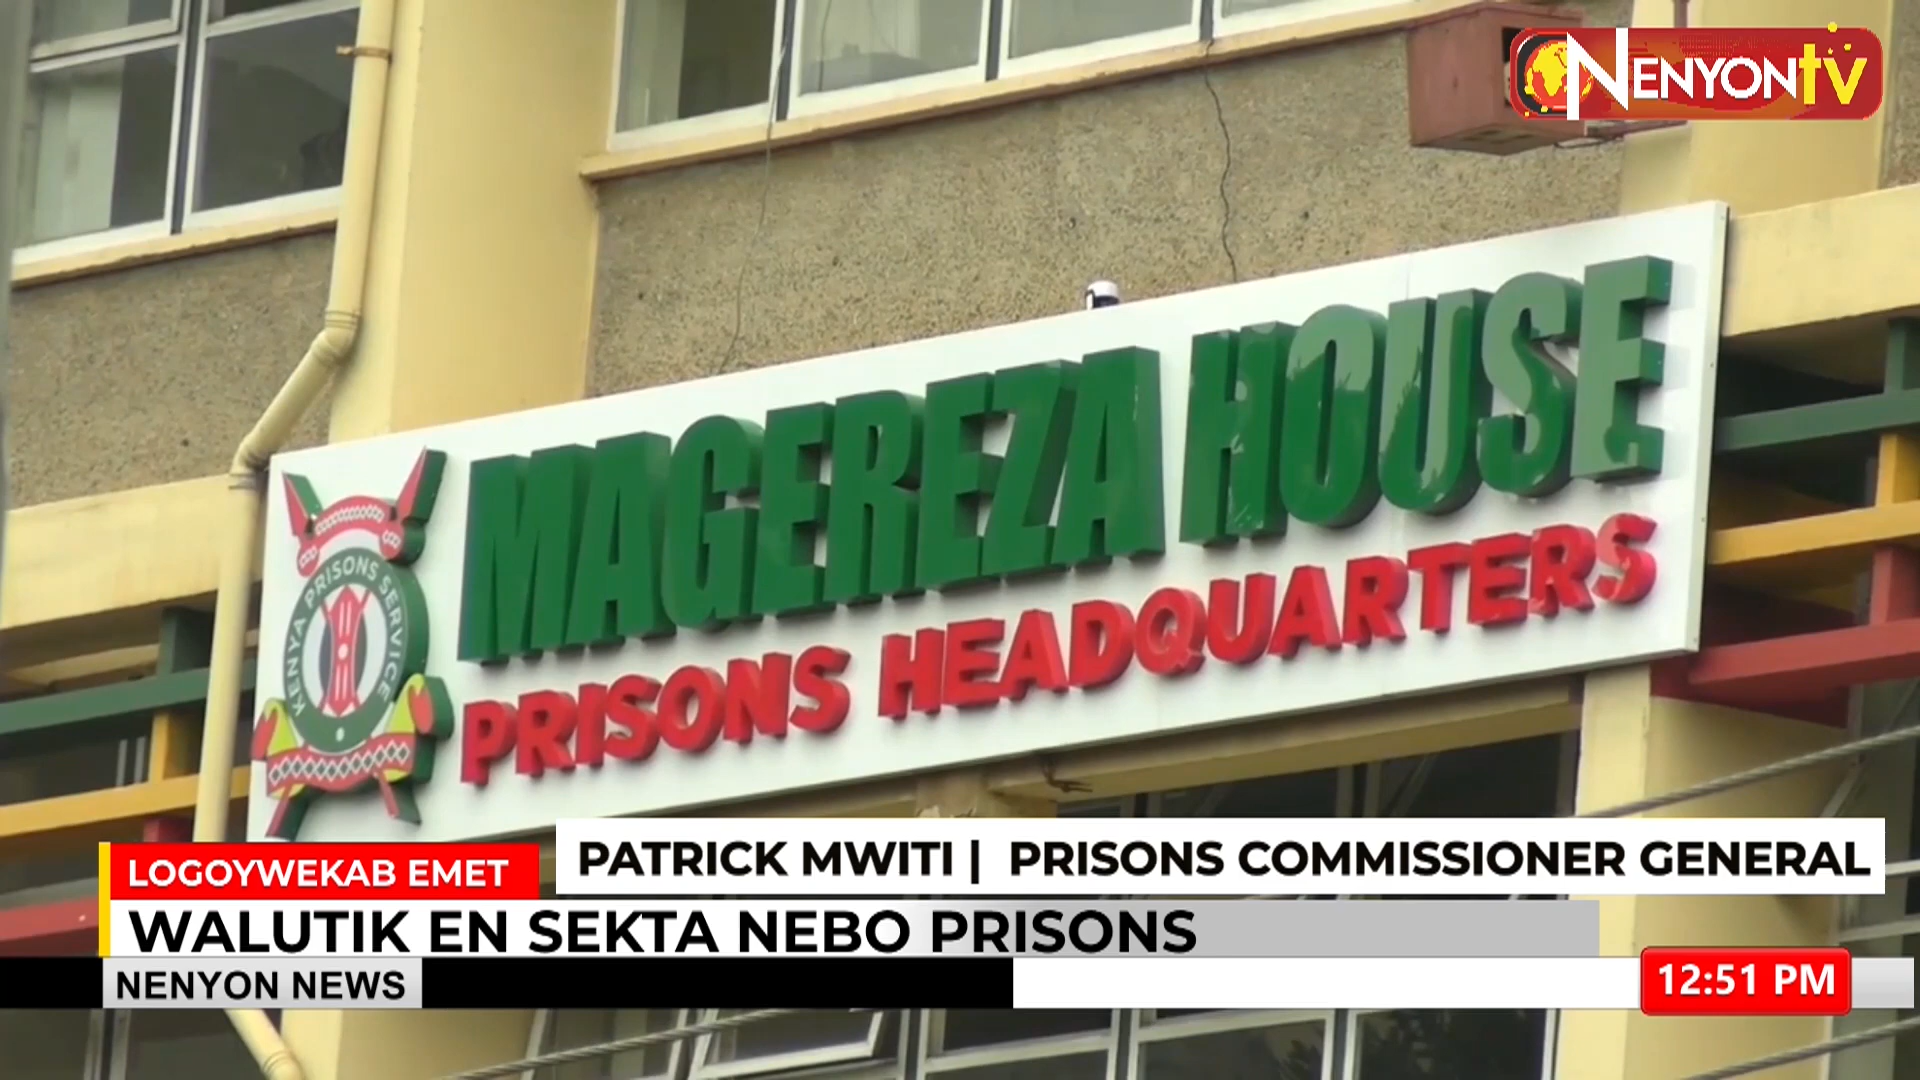 NENYONTV
MAGEREZA HOUSE
PRISONS HEADQUARTERS
KENYA PRISONS SERVICE
PATRICK MWITI | PRISONS COMMISSIONER GENERAL
LOGOYWEKAB EMET
WALUTIK EN SEKTA NEBO PRISONS
NENYON NEWS
12:51 PM